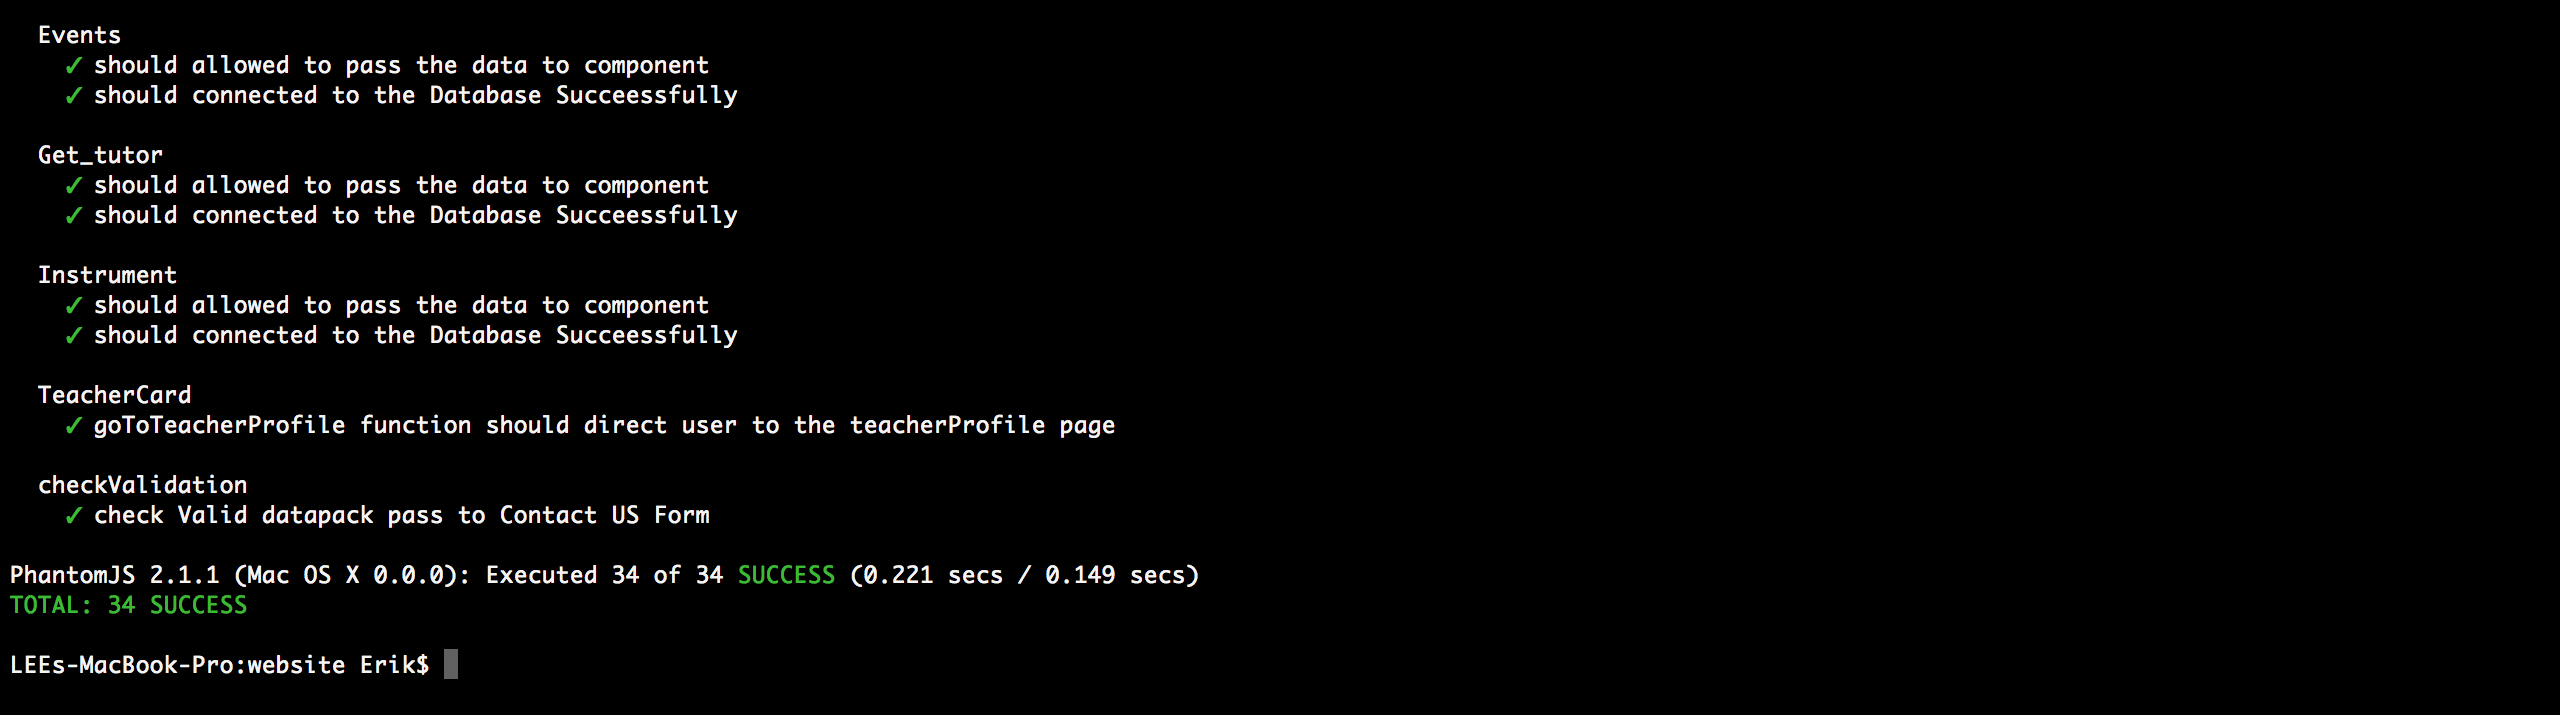 Events
✓ should allowed to pass the data to component
✓ should connected to the Database Succeessfully
Get_tutor
✓ should allowed to pass the data to component
✓ should connected to the Database Succeessfully
Instrument
✓ should allowed to pass the data to component
✓ should connected to the Database Succeessfully
TeacherCard
✓ goToTeacherProfile function should direct user to the teacherProfile page
checkValidation
✓ check Valid datapack pass to Contact US Form
PhantomJS 2.1.1 (Mac OS X 0.0.0): Executed 34 of 34 SUCCESS (0.221 secs / 0.149 secs)
TOTAL: 34 SUCCESS
LEEs-MacBook-Pro:website Erik$